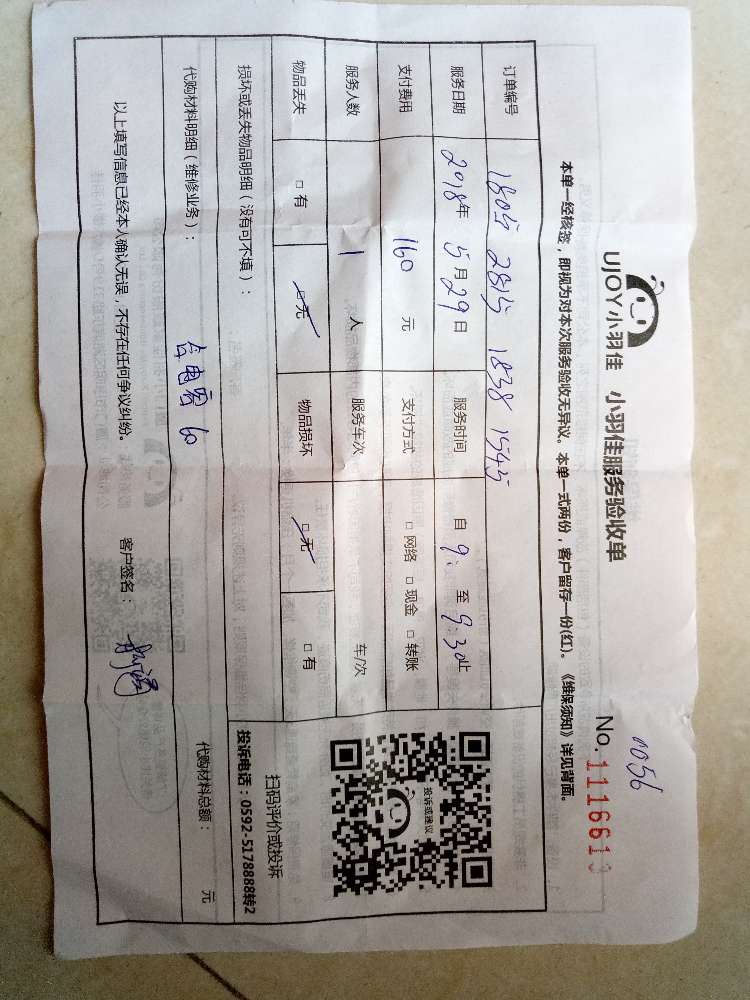 0056
UJOY小羽佳 小羽佳服务验收单
No. 1116613
本单一经核签，即视为对本次服务验收无异议。本单一式两份，客户留存一份(红)。《维保须知》详见背面。
订单编号 1805 2815 1838 1545
服务日期 2018年 5月29日 服务时间 自 9: 至 9:30止
支付费用 160 元 支付方式 □ 网络 □ 现金 □ 转账
服务人数 1 人 服务车次 车/次
物品丢失 □ 有 □ 无 物品损坏 □ 无 □ 有
损坏或丢失物品明细（没有可不填）：
投诉或建议
扫码评价或投诉
投诉电话：0592-5178888转2
代购材料明细（维修业务）： 60
代购材料总额： 元
以上填写信息已经本人确认无误，不存在任何争议纠纷。 客户签名：